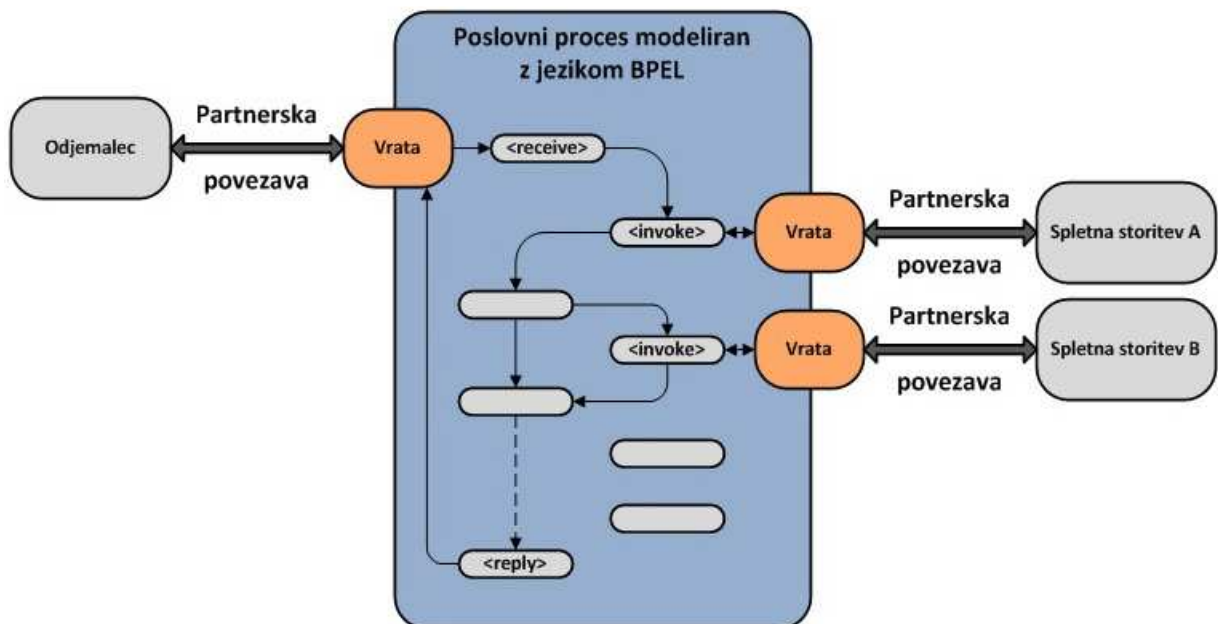 Poslovni proces modeliran
z jezikom BPEL
Partnerska
Odjemalec
Vrata
<receive>
povezava
Partnerska
<invoke>
Vrata
Spletna storitev A
povezava
Partnerska
<invoke>
Vrata
Spletna storitev B
povezava
<reply>